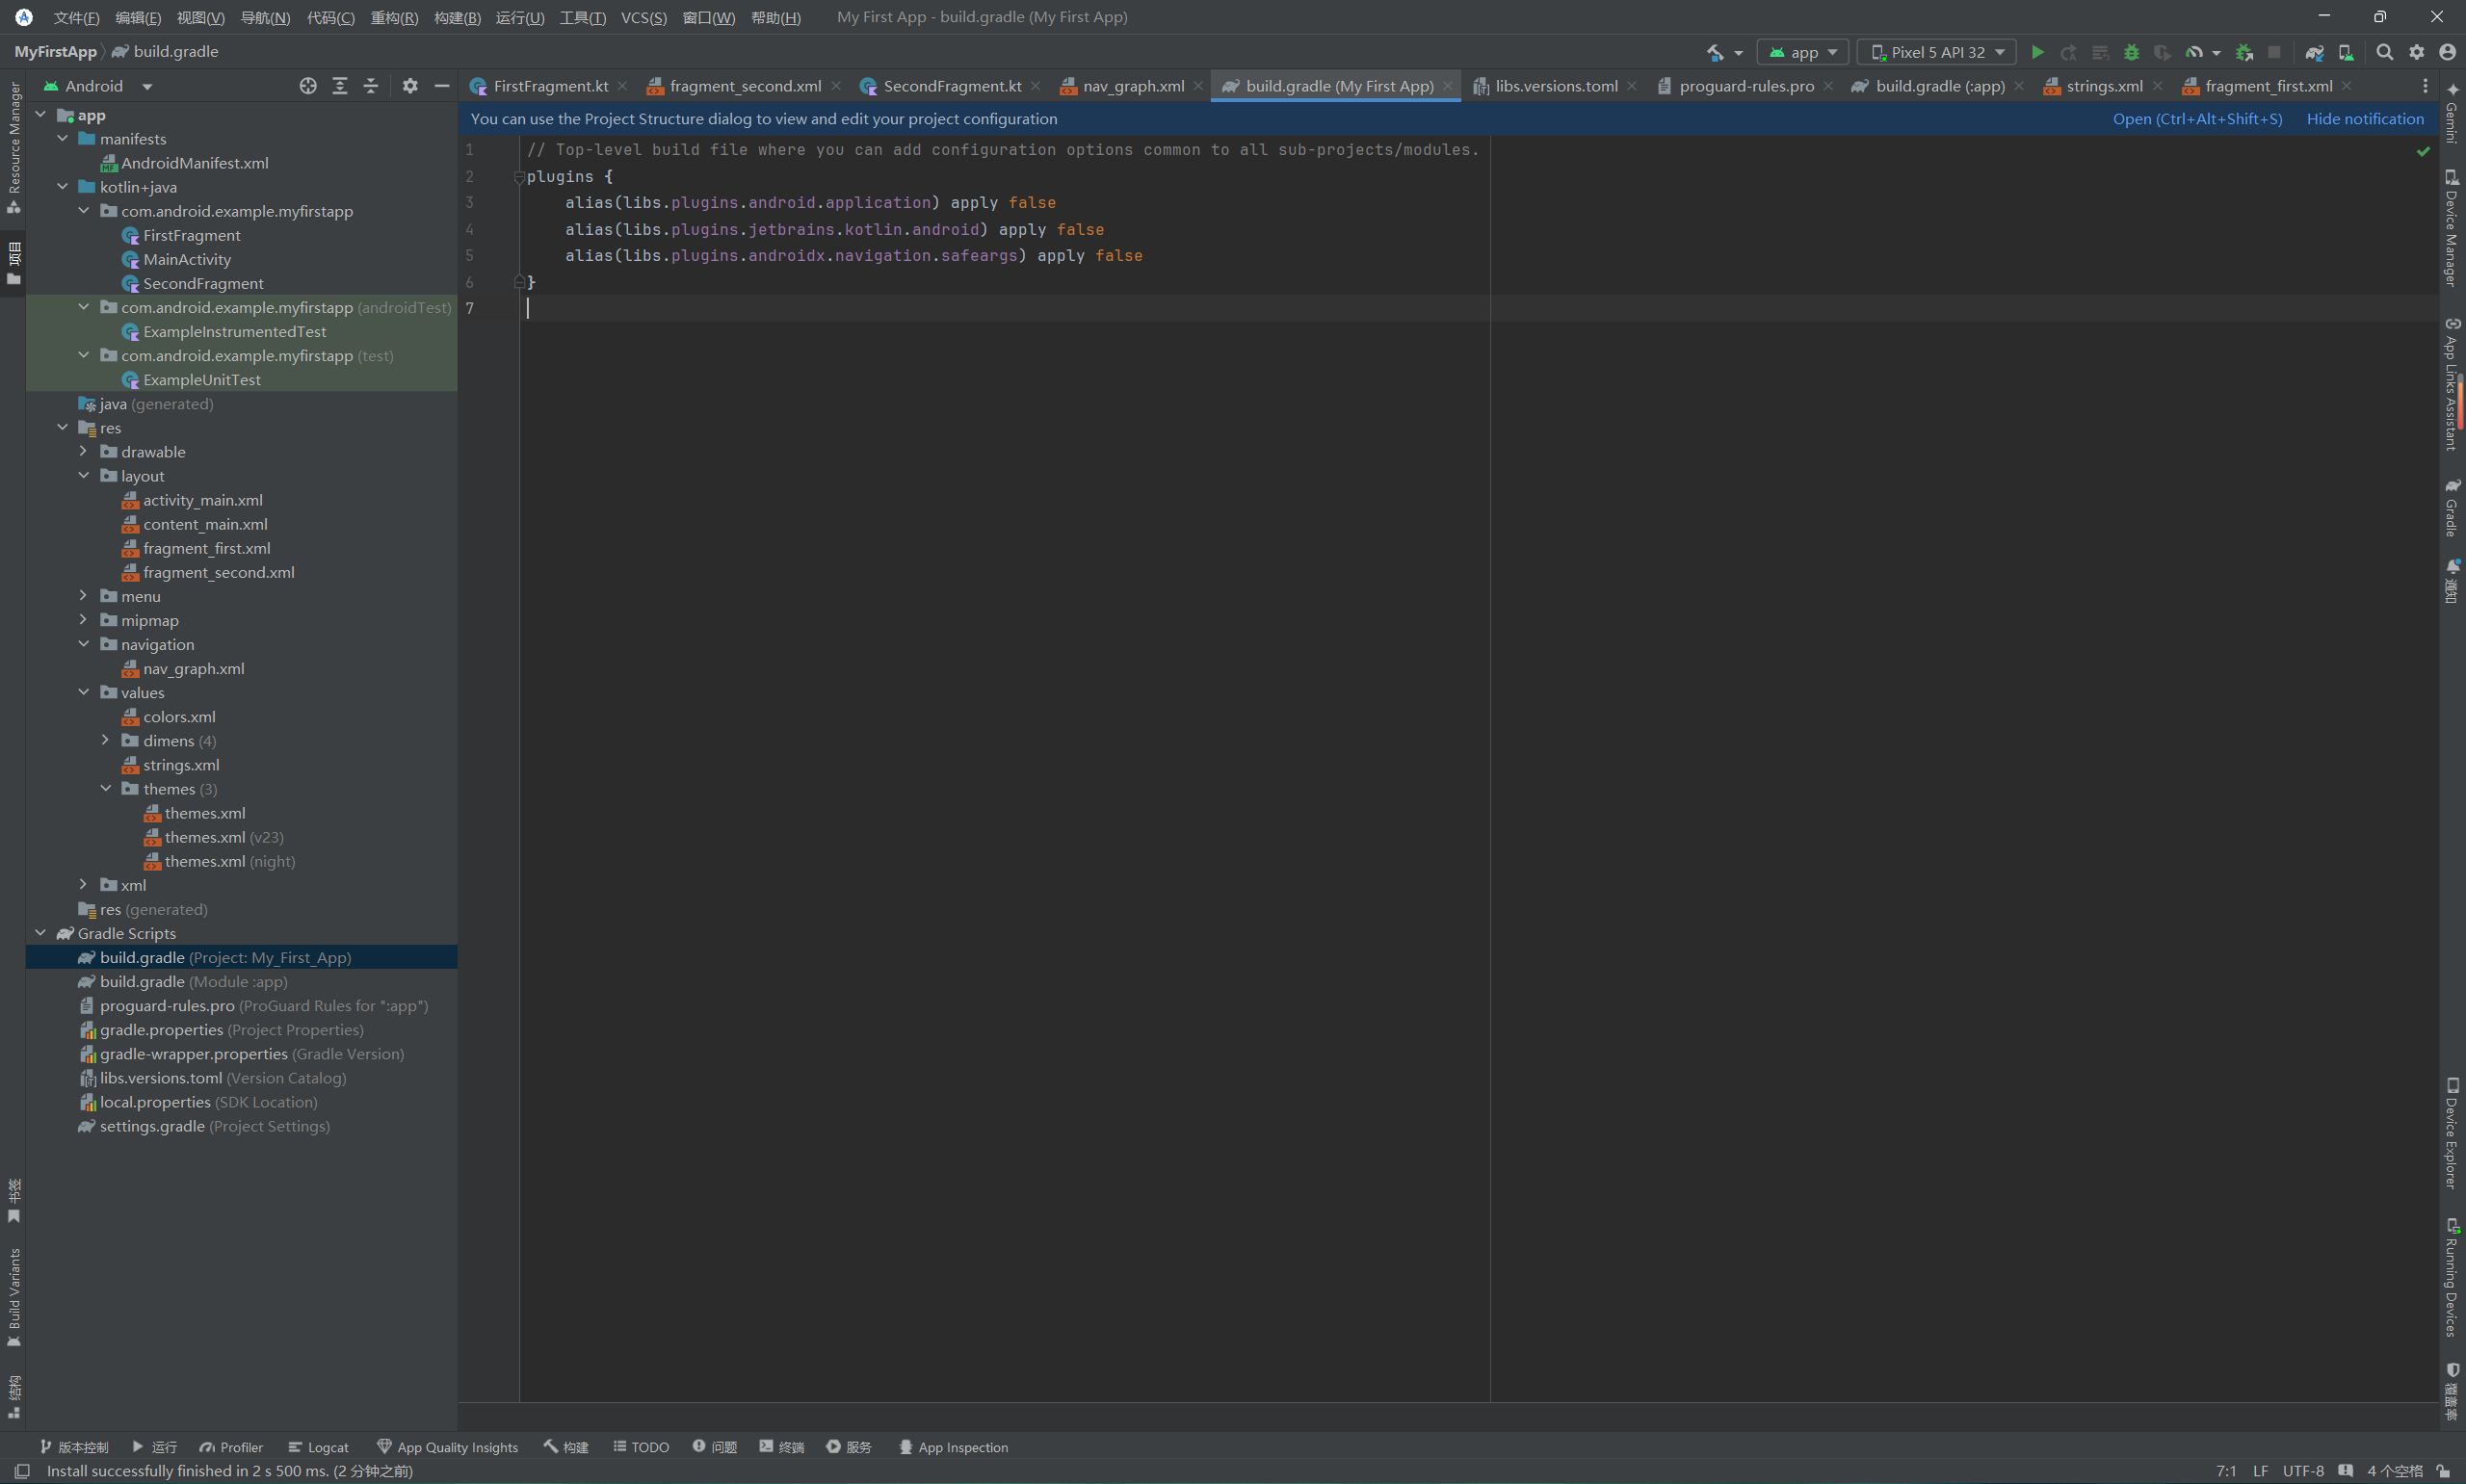 文件(F) 编辑(E) 视图(V) 导航(N) 代码(C) 重构(R) 构建(B) 运行(U) 工具(T) VCS(S) 窗口(W) 帮助(H) My First App - build.gradle (My First App)
MyFirstApp build.gradle app Pixel 5 API 32
Android
FirstFragment.kt fragment_second.xml SecondFragment.kt nav_graph.xml build.gradle (My First App) libs.versions.toml proguard-rules.pro build.gradle (:app) strings.xml fragment_first.xml
You can use the Project Structure dialog to view and edit your project configuration Open (Ctrl+Alt+Shift+S) Hide notification
Resource Manager
项目
书签
Build Variants
结构
app
manifests
AndroidManifest.xml
kotlin+java
com.android.example.myfirstapp
FirstFragment
MainActivity
SecondFragment
com.android.example.myfirstapp (androidTest)
ExampleInstrumentedTest
com.android.example.myfirstapp (test)
ExampleUnitTest
java (generated)
res
drawable
layout
activity_main.xml
content_main.xml
fragment_first.xml
fragment_second.xml
menu
mipmap
navigation
nav_graph.xml
values
colors.xml
dimens (4)
strings.xml
themes (3)
themes.xml
themes.xml (v23)
themes.xml (night)
xml
res (generated)
Gradle Scripts
build.gradle (Project: My_First_App)
build.gradle (Module :app)
proguard-rules.pro (ProGuard Rules for ":app")
gradle.properties (Project Properties)
gradle-wrapper.properties (Gradle Version)
libs.versions.toml (Version Catalog)
local.properties (SDK Location)
settings.gradle (Project Settings)
1 // Top-level build file where you can add configuration options common to all sub-projects/modules.
2 plugins {
3 alias(libs.plugins.android.application) apply false
4 alias(libs.plugins.jetbrains.kotlin.android) apply false
5 alias(libs.plugins.androidx.navigation.safeargs) apply false
6 }
7
Gemini
Device Manager
App Links Assistant
Gradle
通知
Device Explorer
Running Devices
覆盖率
版本控制 运行 Profiler Logcat App Quality Insights 构建 TODO 问题 终端 服务 App Inspection
Install successfully finished in 2 s 500 ms. (2 分钟之前) 7:1 LF UTF-8 4 个空格